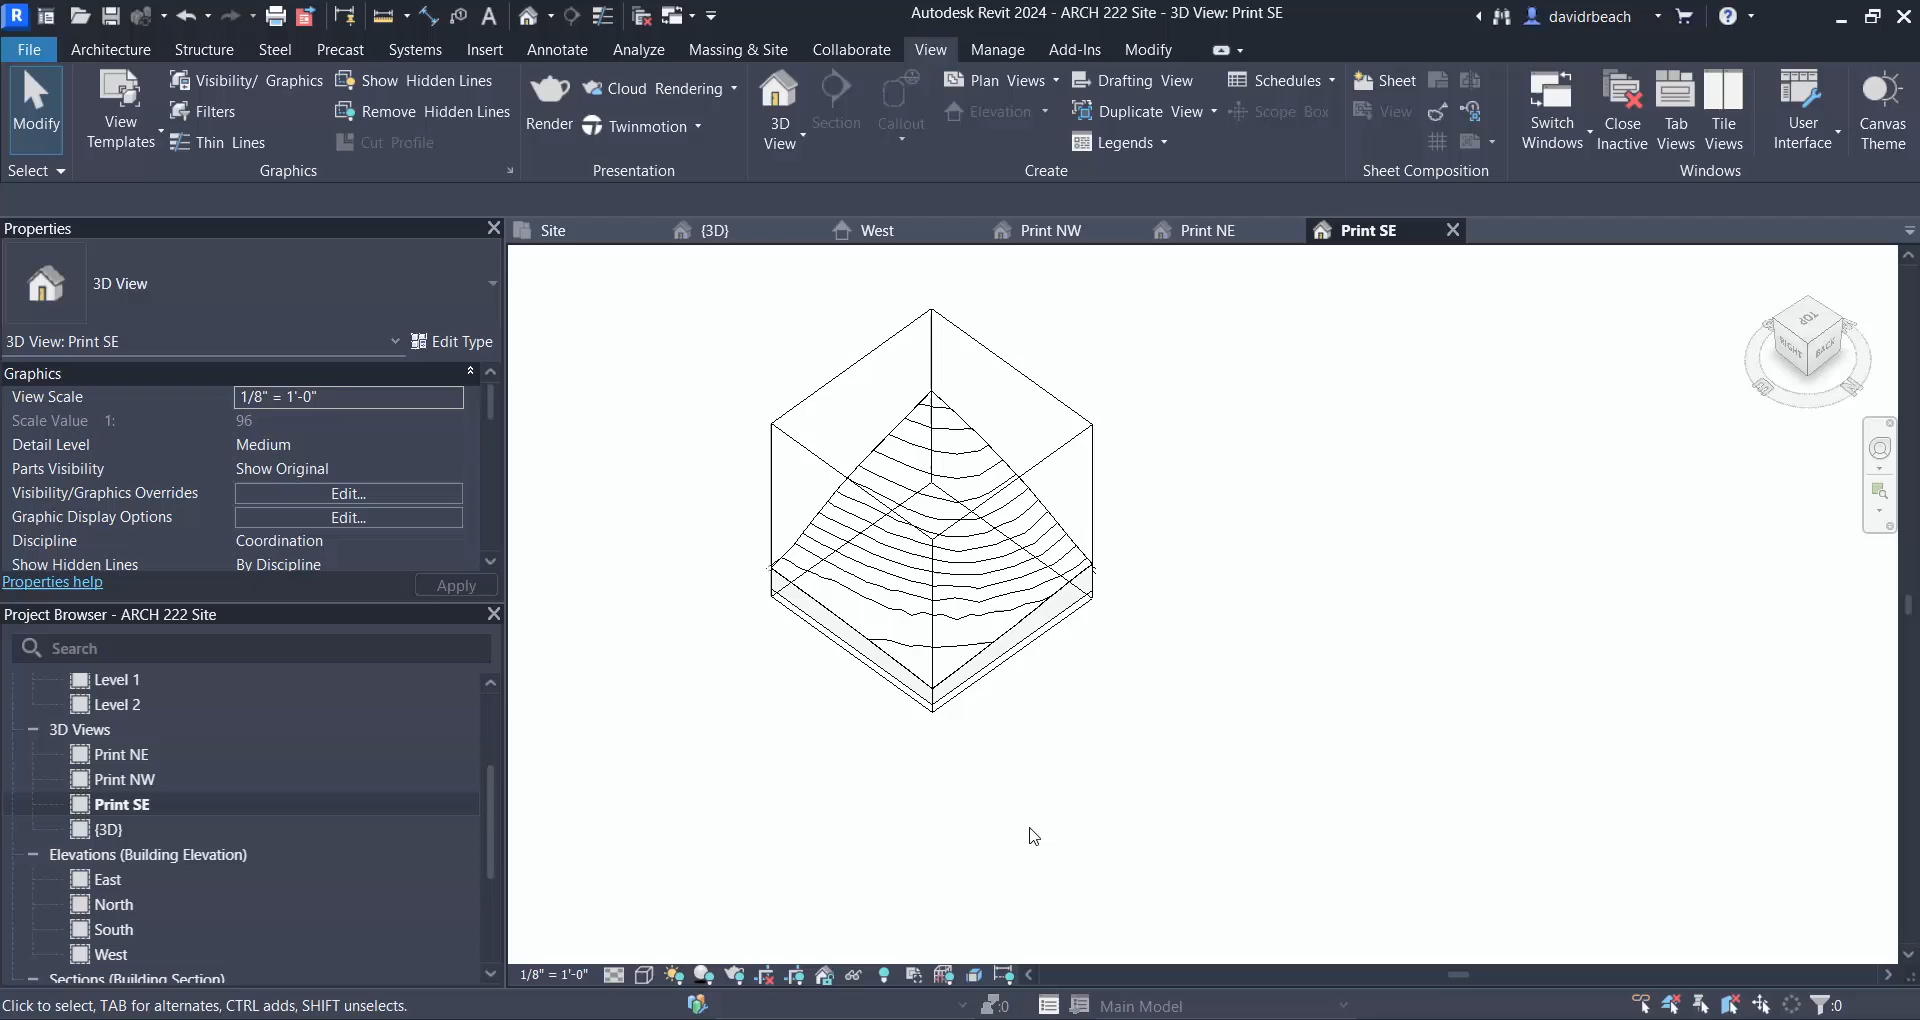 Autodesk Revit 2024 - ARCH 222 Site - 3D View: Print SE
davidrbeach
File Architecture Structure Steel Precast Systems Insert Annotate Analyze Massing & Site Collaborate View Manage Add-Ins Modify
Modify
View
Templates
Visibility/ Graphics
Filters
Thin Lines
Show Hidden Lines
Remove Hidden Lines
Cut Profile
Render
Cloud Rendering
Twinmotion
3D
View
Section
Callout
Plan Views
Elevation
Drafting View
Duplicate View
Legends
Schedules
Scope Box
Sheet
View
Switch
Windows
Close
Inactive
Tab
Views
Tile
Views
User
Interface
Canvas
Theme
Select Graphics Presentation Create Sheet Composition Windows
Properties
3D View
3D View: Print SE
Edit Type
Graphics
View Scale 1/8" = 1'-0"
Scale Value 1: 96
Detail Level Medium
Parts Visibility Show Original
Visibility/Graphics Overrides Edit...
Graphic Display Options Edit...
Discipline Coordination
Show Hidden Lines By Discipline
Properties help
Apply
Project Browser - ARCH 222 Site
Search
Level 1
Level 2
3D Views
Print NE
Print NW
Print SE
{3D}
Elevations (Building Elevation)
East
North
South
West
Sections (Building Section)
Site {3D} West Print NW Print NE Print SE
TOP
RIGHT
BACK
1/8" = 1'-0"
Click to select, TAB for alternates, CTRL adds, SHIFT unselects.
:0
Main Model
:0